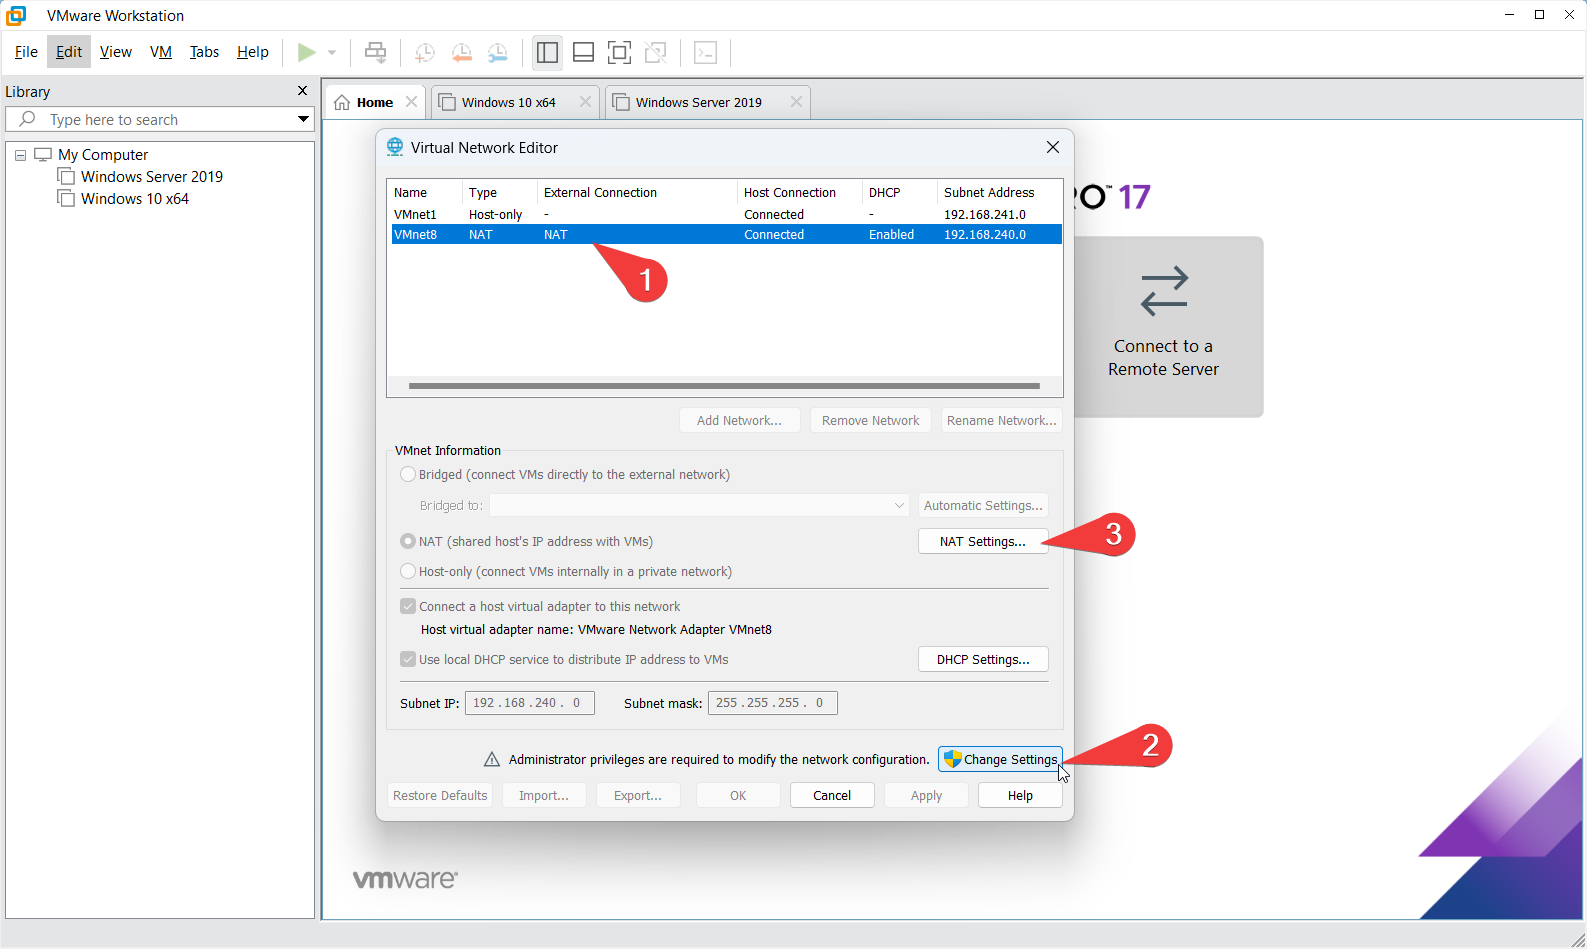 VMware Workstation
File Edit View VM Tabs Help
Library
Type here to search
My Computer
Windows Server 2019
Windows 10 x64
Home Windows 10 x64 Windows Server 2019
Virtual Network Editor
Name Type External Connection Host Connection DHCP Subnet Address
VMnet1 Host-only - Connected - 192.168.241.0
VMnet8 NAT NAT Connected Enabled 192.168.240.0
1
RO™ 17
Connect to a
Remote Server
Add Network... Remove Network Rename Network...
VMnet Information
Bridged (connect VMs directly to the external network)
Bridged to: Automatic Settings...
NAT (shared host's IP address with VMs) NAT Settings... 3
Host-only (connect VMs internally in a private network)
Connect a host virtual adapter to this network
Host virtual adapter name: VMware Network Adapter VMnet8
Use local DHCP service to distribute IP address to VMs DHCP Settings...
Subnet IP: 192 . 168 . 240 . 0 Subnet mask: 255 . 255 . 255 . 0
Administrator privileges are required to modify the network configuration. Change Settings 2
Restore Defaults Import... Export... OK Cancel Apply Help
vmware®